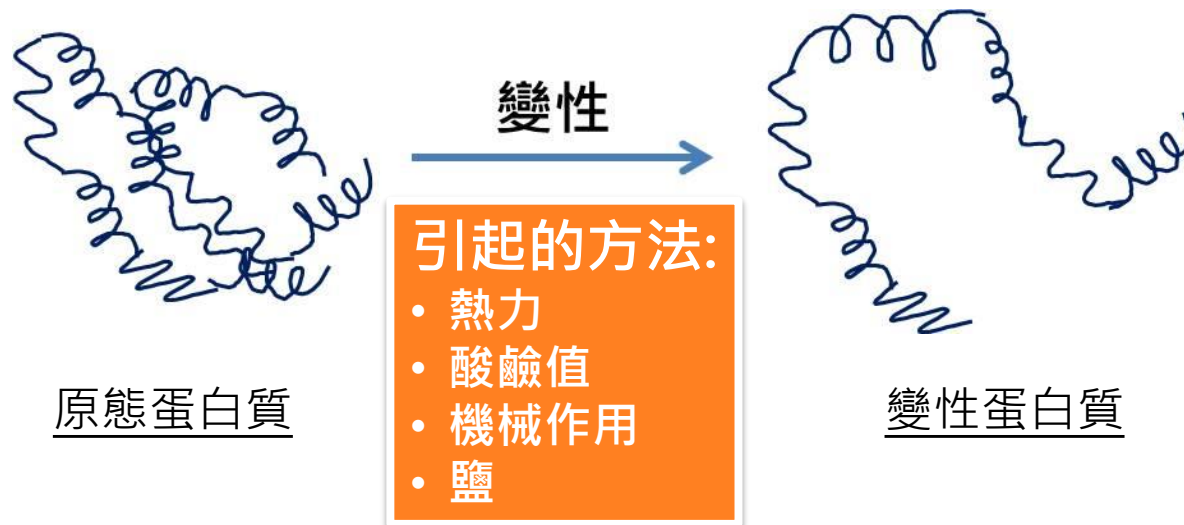 變性
引起的方法:
• 熱力
• 酸鹼值
• 機械作用
• 鹽
原態蛋白質
變性蛋白質